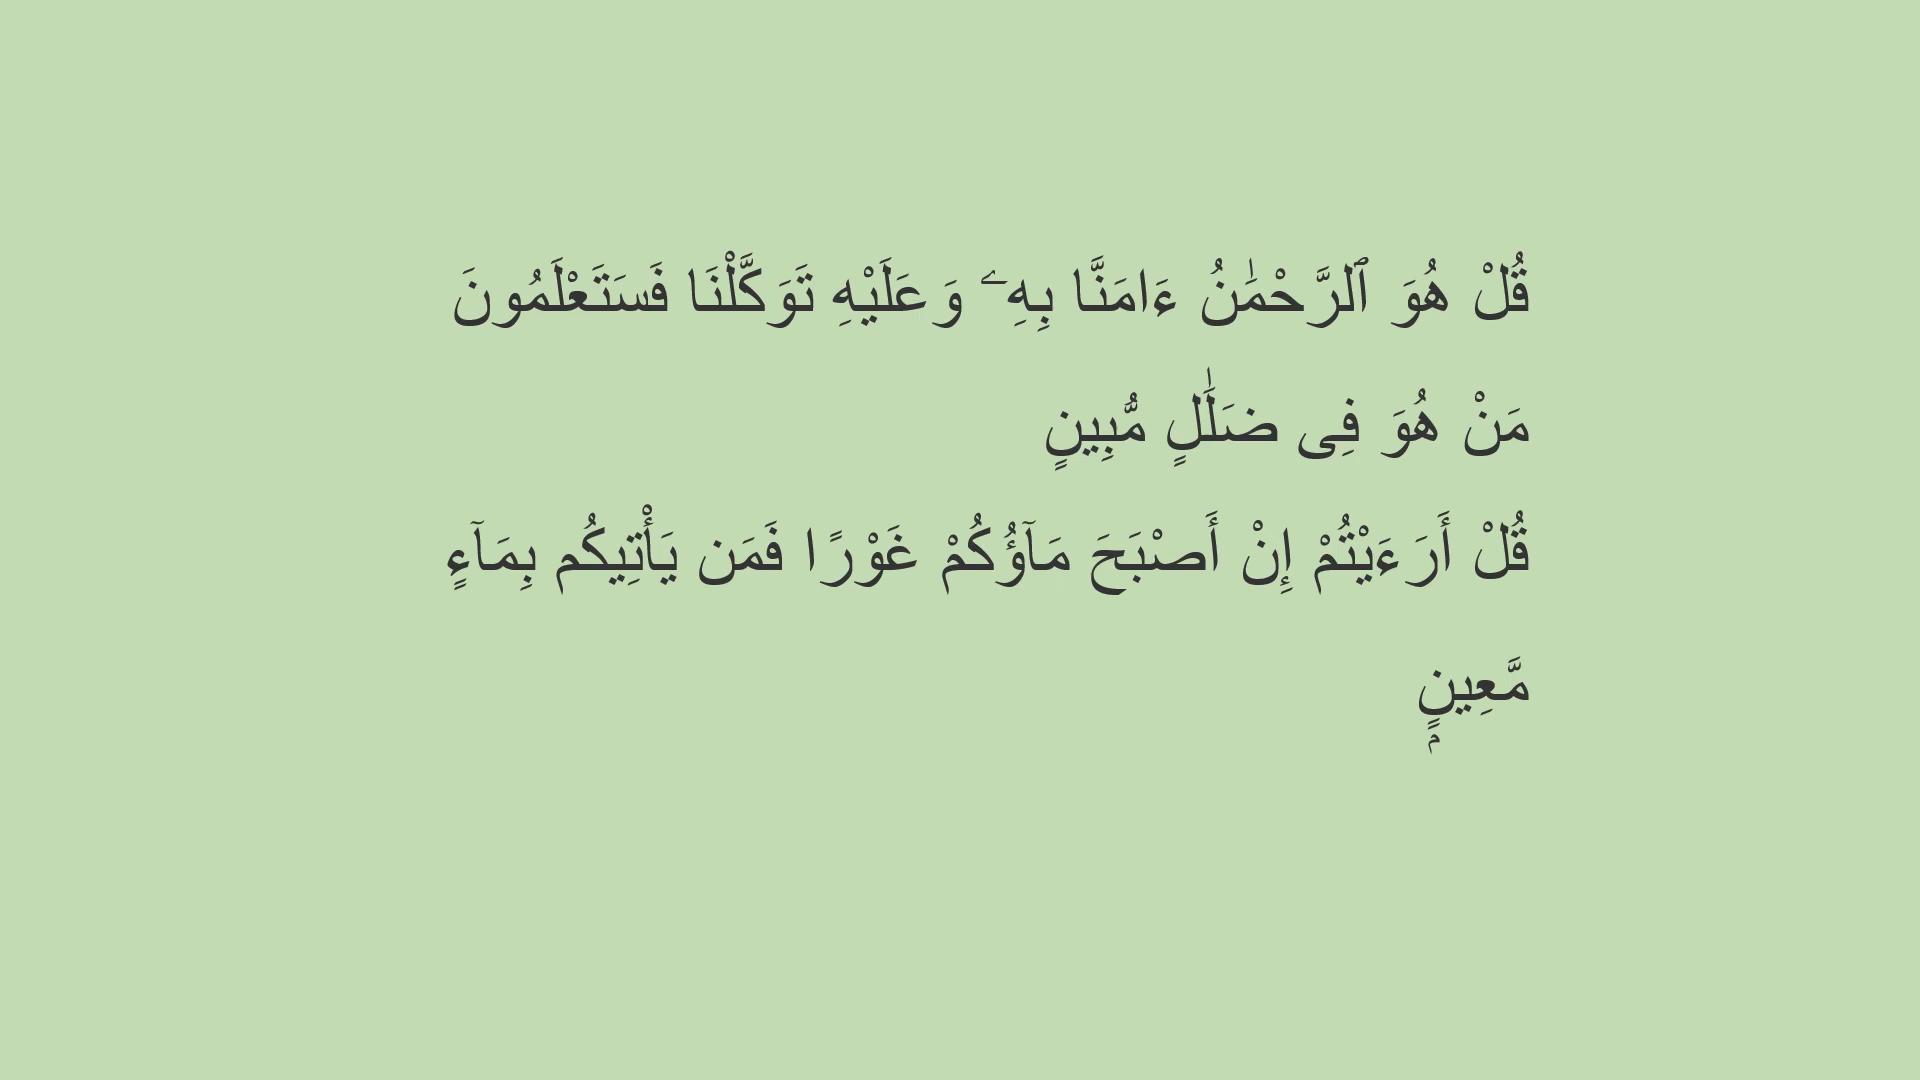 قُلْ هُوَ ٱلرَّحْمَٰنُ ءَامَنَّا بِهِۦ وَعَلَيْهِ تَوَكَّلْنَا فَسَتَعْلَمُونَ
مَنْ هُوَ فِى ضَلَٰلٍ مُّبِينٍ
قُلْ أَرَءَيْتُمْ إِنْ أَصْبَحَ مَآؤُكُمْ غَوْرًا فَمَن يَأْتِيكُم بِمَآءٍ
مَّعِينٍۭ